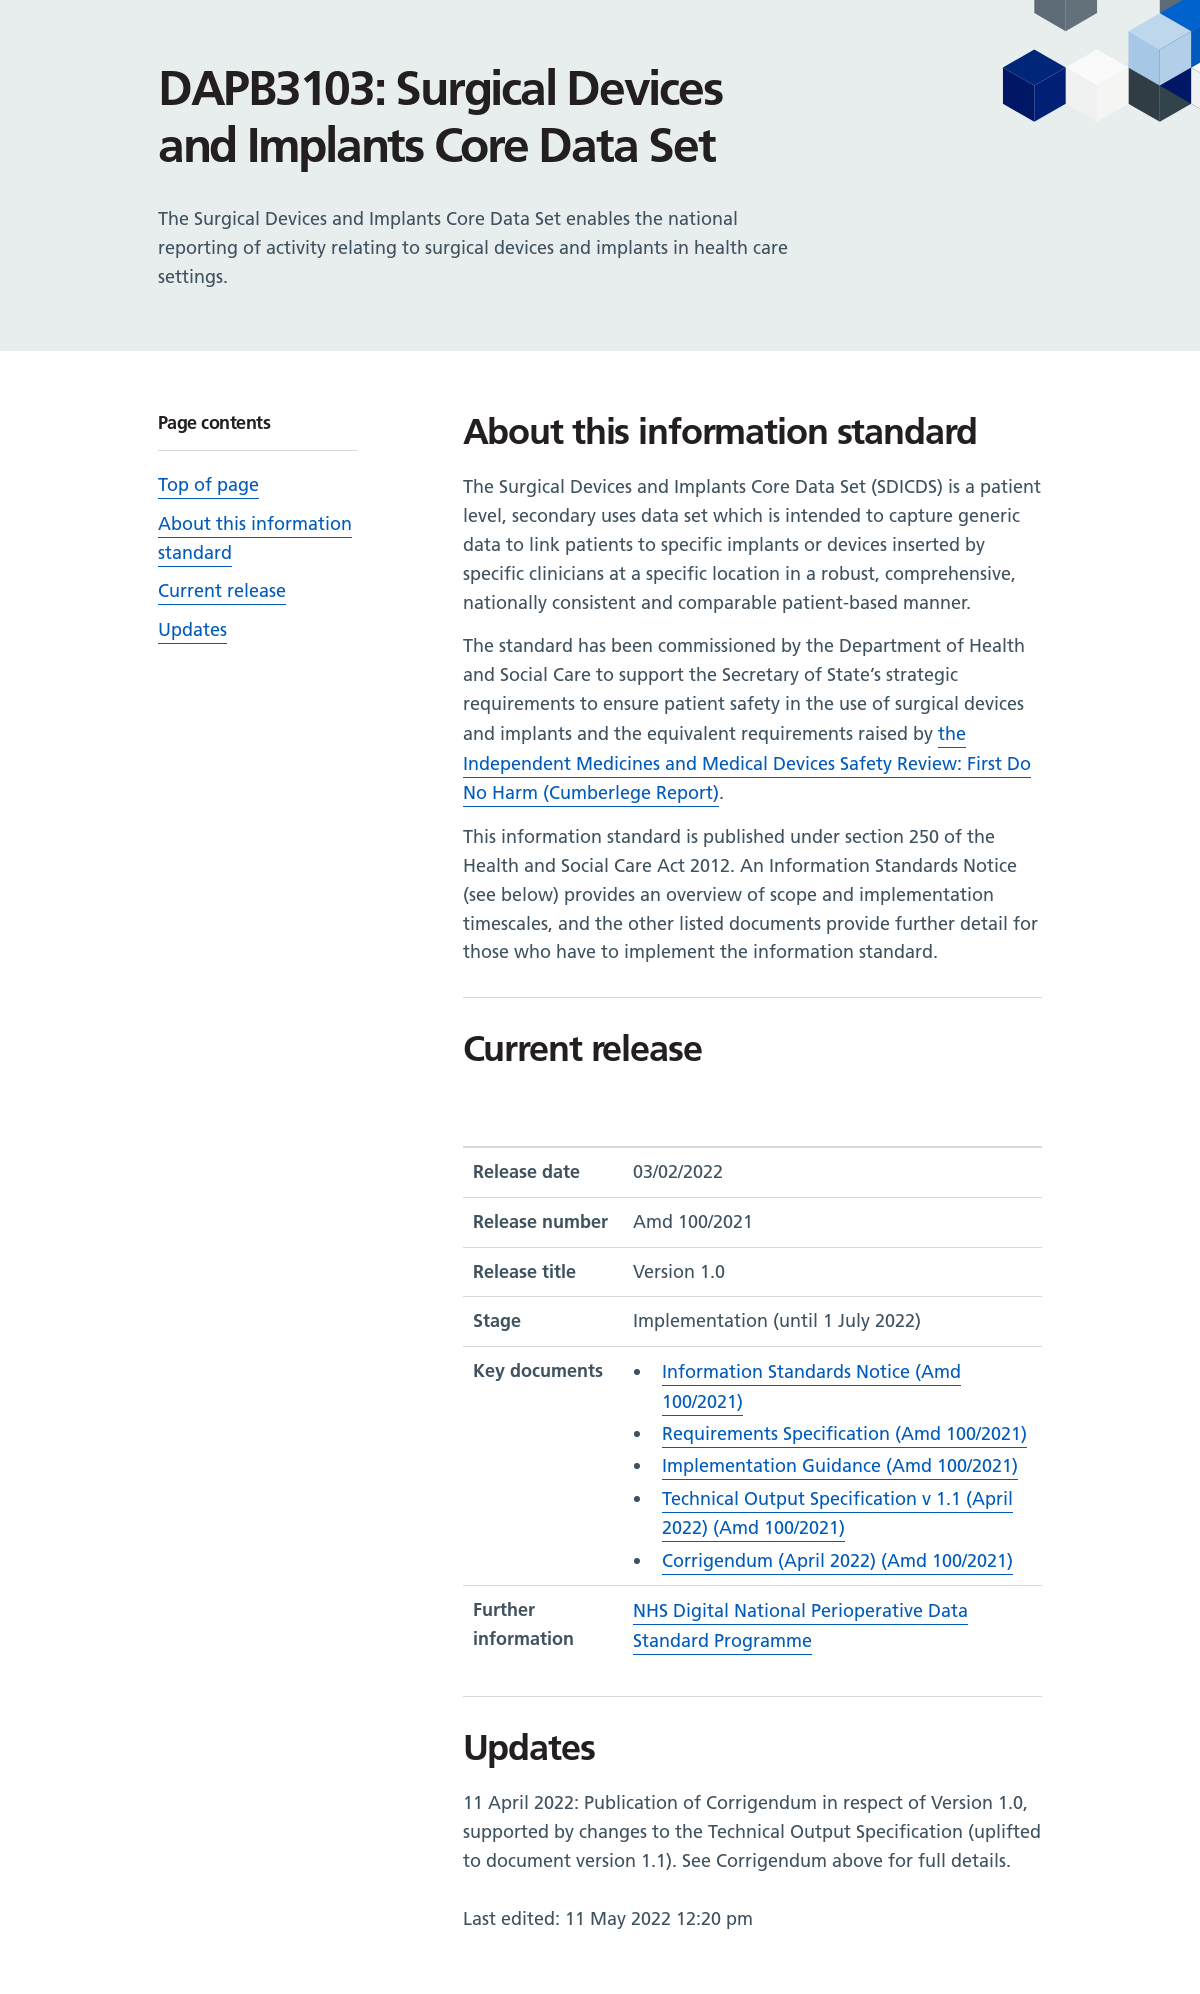 DAPB3103: Surgical Devices
and Implants Core Data Set
The Surgical Devices and Implants Core Data Set enables the national
reporting of activity relating to surgical devices and implants in health care
settings.
Page contents
Top of page
About this information
standard
Current release
Updates
About this information standard
The Surgical Devices and Implants Core Data Set (SDICDS) is a patient
level, secondary uses data set which is intended to capture generic
data to link patients to specific implants or devices inserted by
specific clinicians at a specific location in a robust, comprehensive,
nationally consistent and comparable patient-based manner.
The standard has been commissioned by the Department of Health
and Social Care to support the Secretary of State’s strategic
requirements to ensure patient safety in the use of surgical devices
and implants and the equivalent requirements raised by the
Independent Medicines and Medical Devices Safety Review: First Do
No Harm (Cumberlege Report).
This information standard is published under section 250 of the
Health and Social Care Act 2012. An Information Standards Notice
(see below) provides an overview of scope and implementation
timescales, and the other listed documents provide further detail for
those who have to implement the information standard.
Current release
Release date 03/02/2022
Release number Amd 100/2021
Release title Version 1.0
Stage Implementation (until 1 July 2022)
Key documents • Information Standards Notice (Amd
100/2021)
• Requirements Specification (Amd 100/2021)
• Implementation Guidance (Amd 100/2021)
• Technical Output Specification v 1.1 (April
2022) (Amd 100/2021)
• Corrigendum (April 2022) (Amd 100/2021)
Further NHS Digital National Perioperative Data
information Standard Programme
Updates
11 April 2022: Publication of Corrigendum in respect of Version 1.0,
supported by changes to the Technical Output Specification (uplifted
to document version 1.1). See Corrigendum above for full details.
Last edited: 11 May 2022 12:20 pm